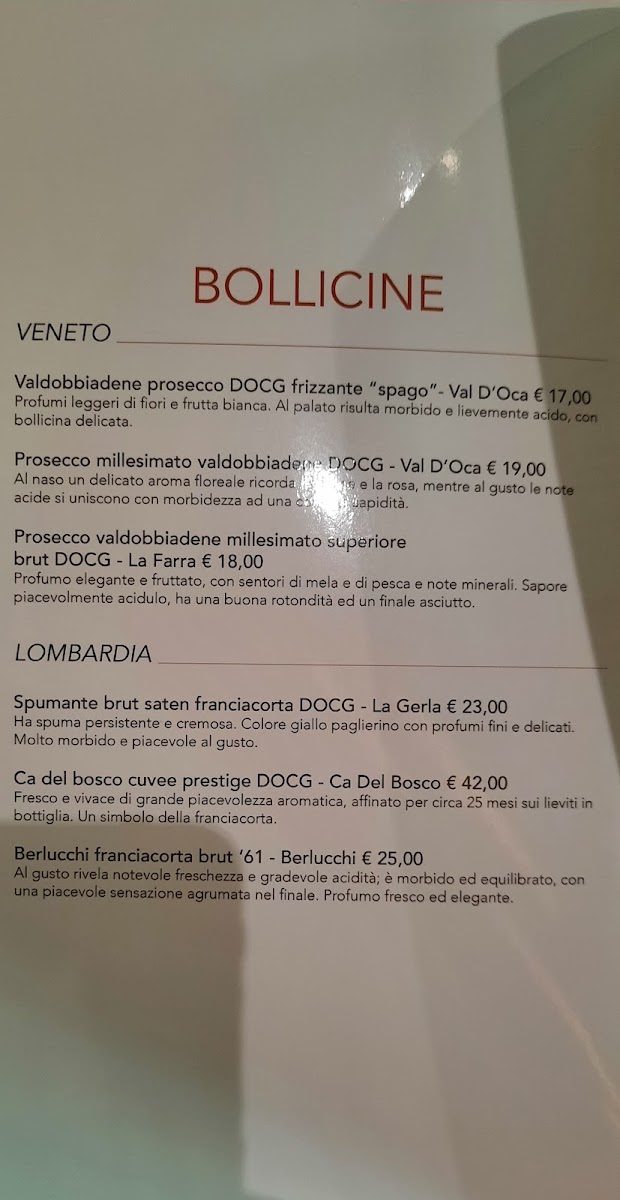 BOLLICINE
VENETO
Valdobbiadene prosecco DOCG frizzante “spago”- Val D’Oca € 17,00
Profumi leggeri di fiori e frutta bianca. Al palato risulta morbido e lievemente acido, con
bollicina delicata.
Prosecco millesimato valdobbiadene DOCG - Val D’Oca € 19,00
Al naso un delicato aroma floreale ricorda e la rosa, mentre al gusto le note
acide si uniscono con morbidezza ad una sapidità.
Prosecco valdobbiadene millesimato superiore
brut DOCG - La Farra € 18,00
Profumo elegante e fruttato, con sentori di mela e di pesca e note minerali. Sapore
piacevolmente acidulo, ha una buona rotondità ed un finale asciutto.
LOMBARDIA
Spumante brut saten franciacorta DOCG - La Gerla € 23,00
Ha spuma persistente e cremosa. Colore giallo paglierino con profumi fini e delicati.
Molto morbido e piacevole al gusto.
Ca del bosco cuvee prestige DOCG - Ca Del Bosco € 42,00
Fresco e vivace di grande piacevolezza aromatica, affinato per circa 25 mesi sui lieviti in
bottiglia. Un simbolo della franciacorta.
Berlucchi franciacorta brut ‘61 - Berlucchi € 25,00
Al gusto rivela notevole freschezza e gradevole acidità; è morbido ed equilibrato, con
una piacevole sensazione agrumata nel finale. Profumo fresco ed elegante.